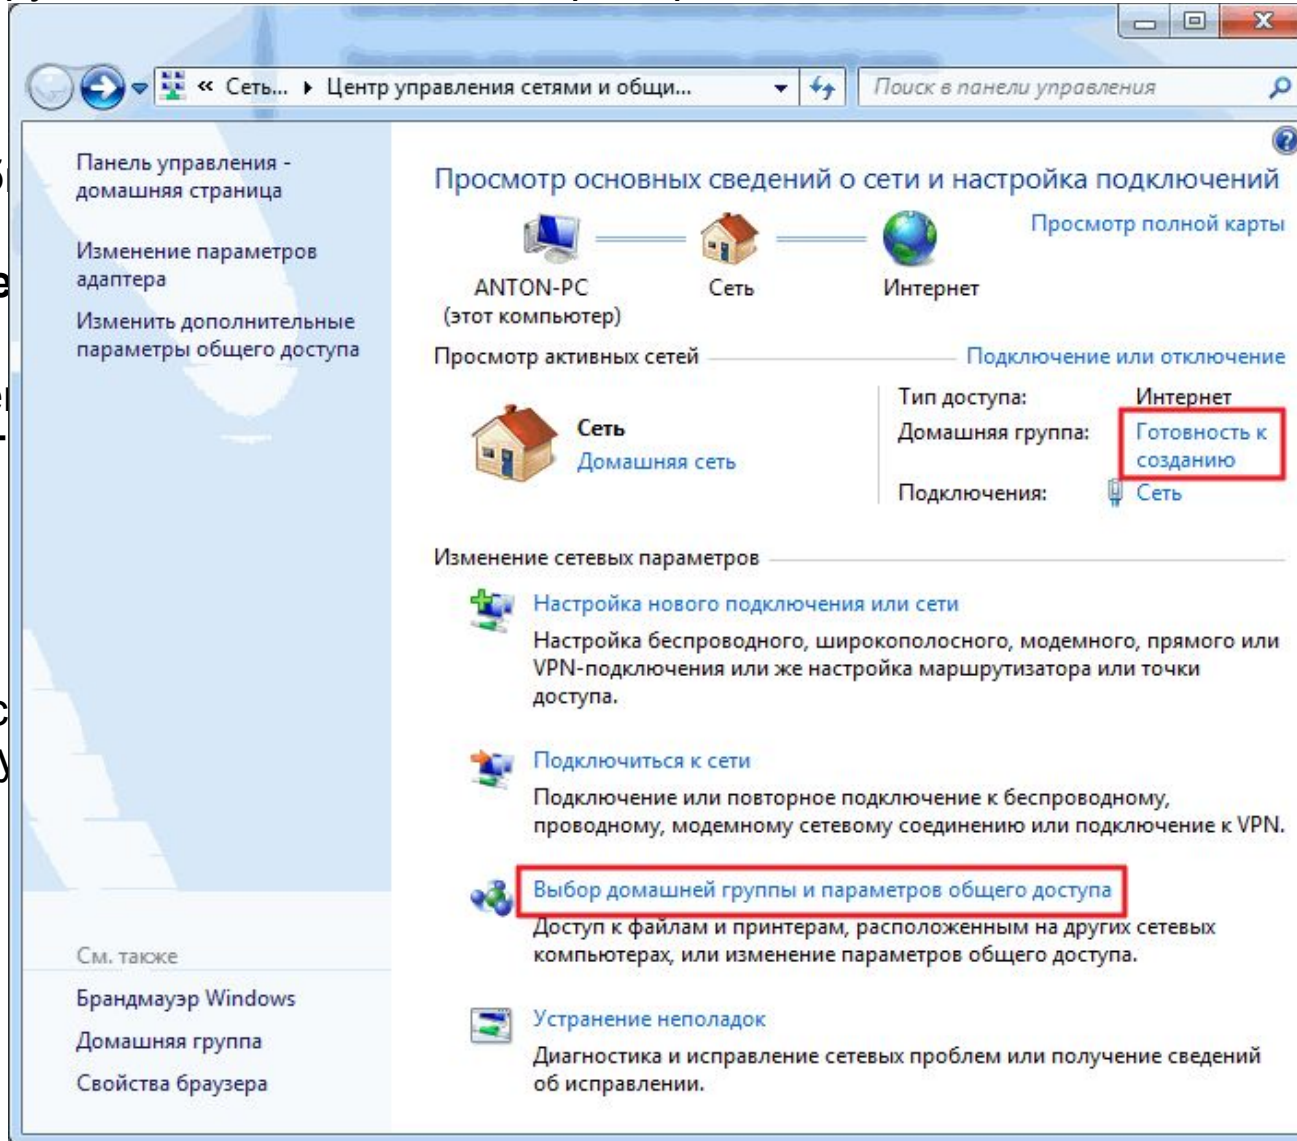 « Сеть... ▸ Центр управления сетями и общи...
Поиск в панели управления
Панель управления -
домашняя страница
Изменение параметров
адаптера
Изменить дополнительные
параметры общего доступа
Просмотр основных сведений о сети и настройка подключений
Просмотр полной карты
ANTON-PC
(этот компьютер)
Сеть
Интернет
Просмотр активных сетей
Подключение или отключение
Сеть
Домашняя сеть
Тип доступа: Интернет
Домашняя группа: Готовность к
созданию
Подключения: Сеть
Изменение сетевых параметров
Настройка нового подключения или сети
Настройка беспроводного, широкополосного, модемного, прямого или
VPN-подключения или же настройка маршрутизатора или точки
доступа.
Подключиться к сети
Подключение или повторное подключение к беспроводному,
проводному, модемному сетевому соединению или подключение к VPN.
Выбор домашней группы и параметров общего доступа
Доступ к файлам и принтерам, расположенным на других сетевых
компьютерах, или изменение параметров общего доступа.
Устранение неполадок
Диагностика и исправление сетевых проблем или получение сведений
об исправлении.
См. также
Брандмауэр Windows
Домашняя группа
Свойства браузера